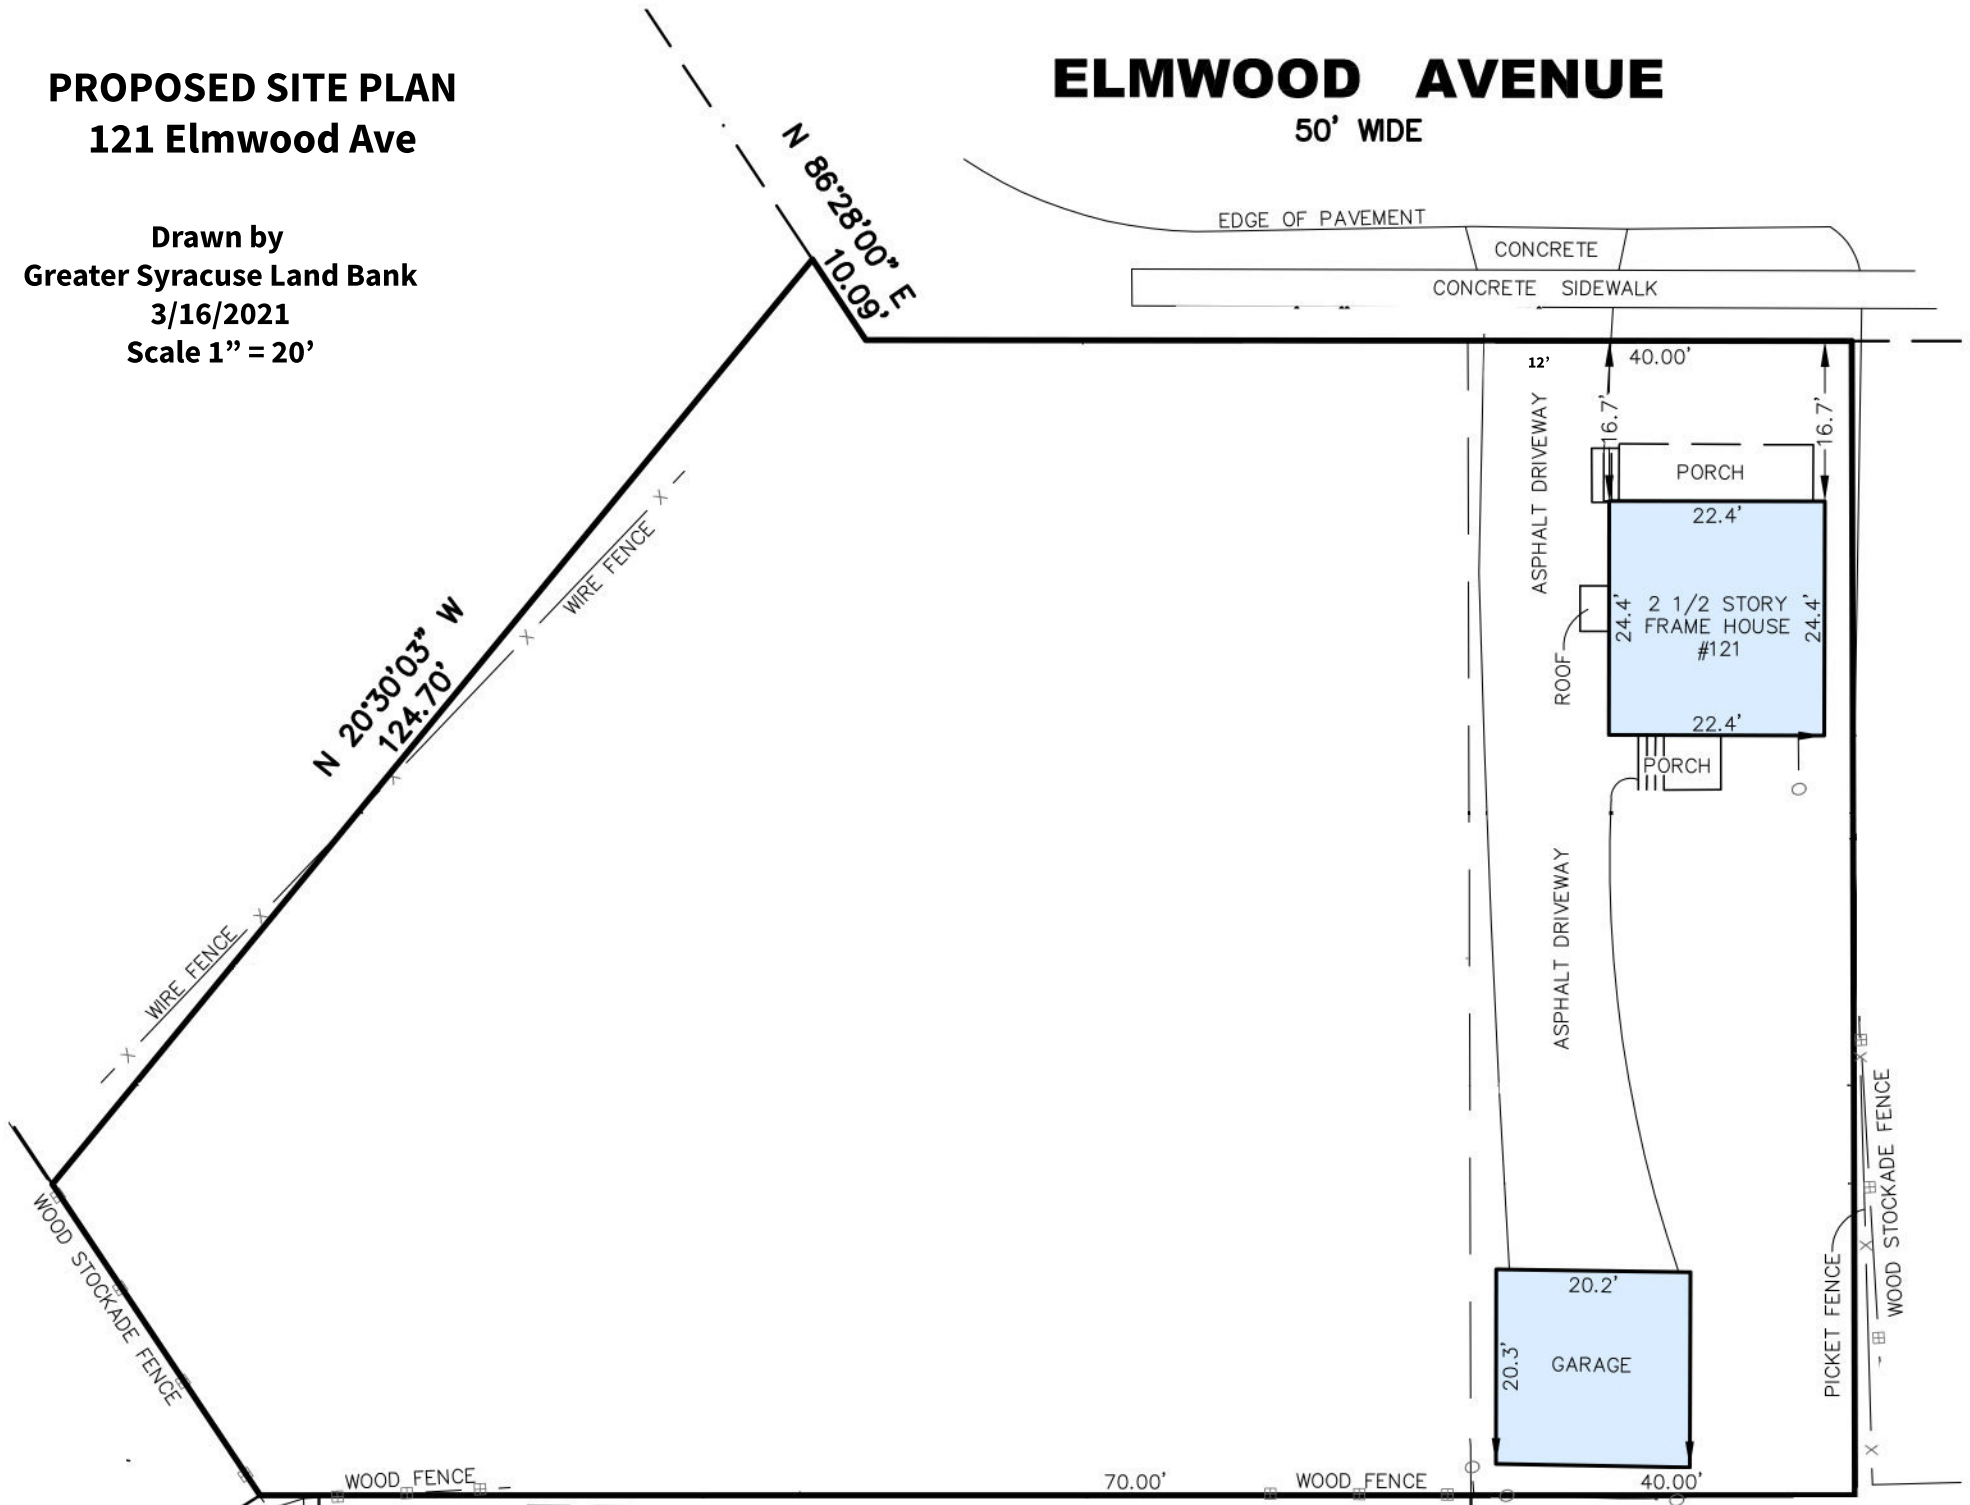 PROPOSED SITE PLAN
121 Elmwood Ave
Drawn by
Greater Syracuse Land Bank
3/16/2021
Scale 1” = 20’
ELMWOOD AVENUE
50' WIDE
N 86°28'00" E
10.09'
EDGE OF PAVEMENT
CONCRETE
CONCRETE SIDEWALK
12’
40.00'
16.7'
16.7'
ASPHALT DRIVEWAY
PORCH
22.4'
24.4'
2 1/2 STORY
FRAME HOUSE
#121
24.4'
ROOF
22.4'
PORCH
WIRE FENCE
N 20°30'03" W
124.70'
WIRE FENCE
ASPHALT DRIVEWAY
WOOD STOCKADE FENCE
PICKET FENCE
WOOD STOCKADE FENCE
20.2'
20.3'
GARAGE
WOOD FENCE
70.00'
WOOD FENCE
40.00'